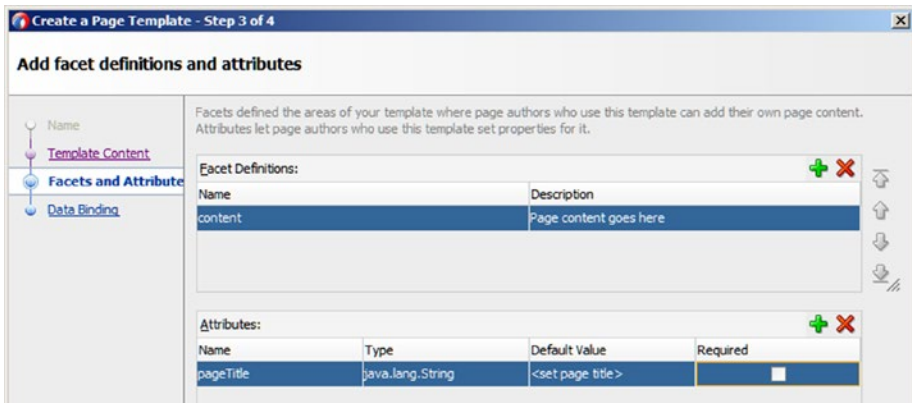 Create a Page Template - Step 3 of 4
Add facet definitions and attributes
Name
Template Content
Facets and Attribute
Data Binding
Facets defined the areas of your template where page authors who use this template can add their own page content.
Attributes let page authors who use this template set properties for it.
Facet Definitions:
Name Description
content Page content goes here
Attributes:
Name Type Default Value Required
pageTitle java.lang.String <set page title>